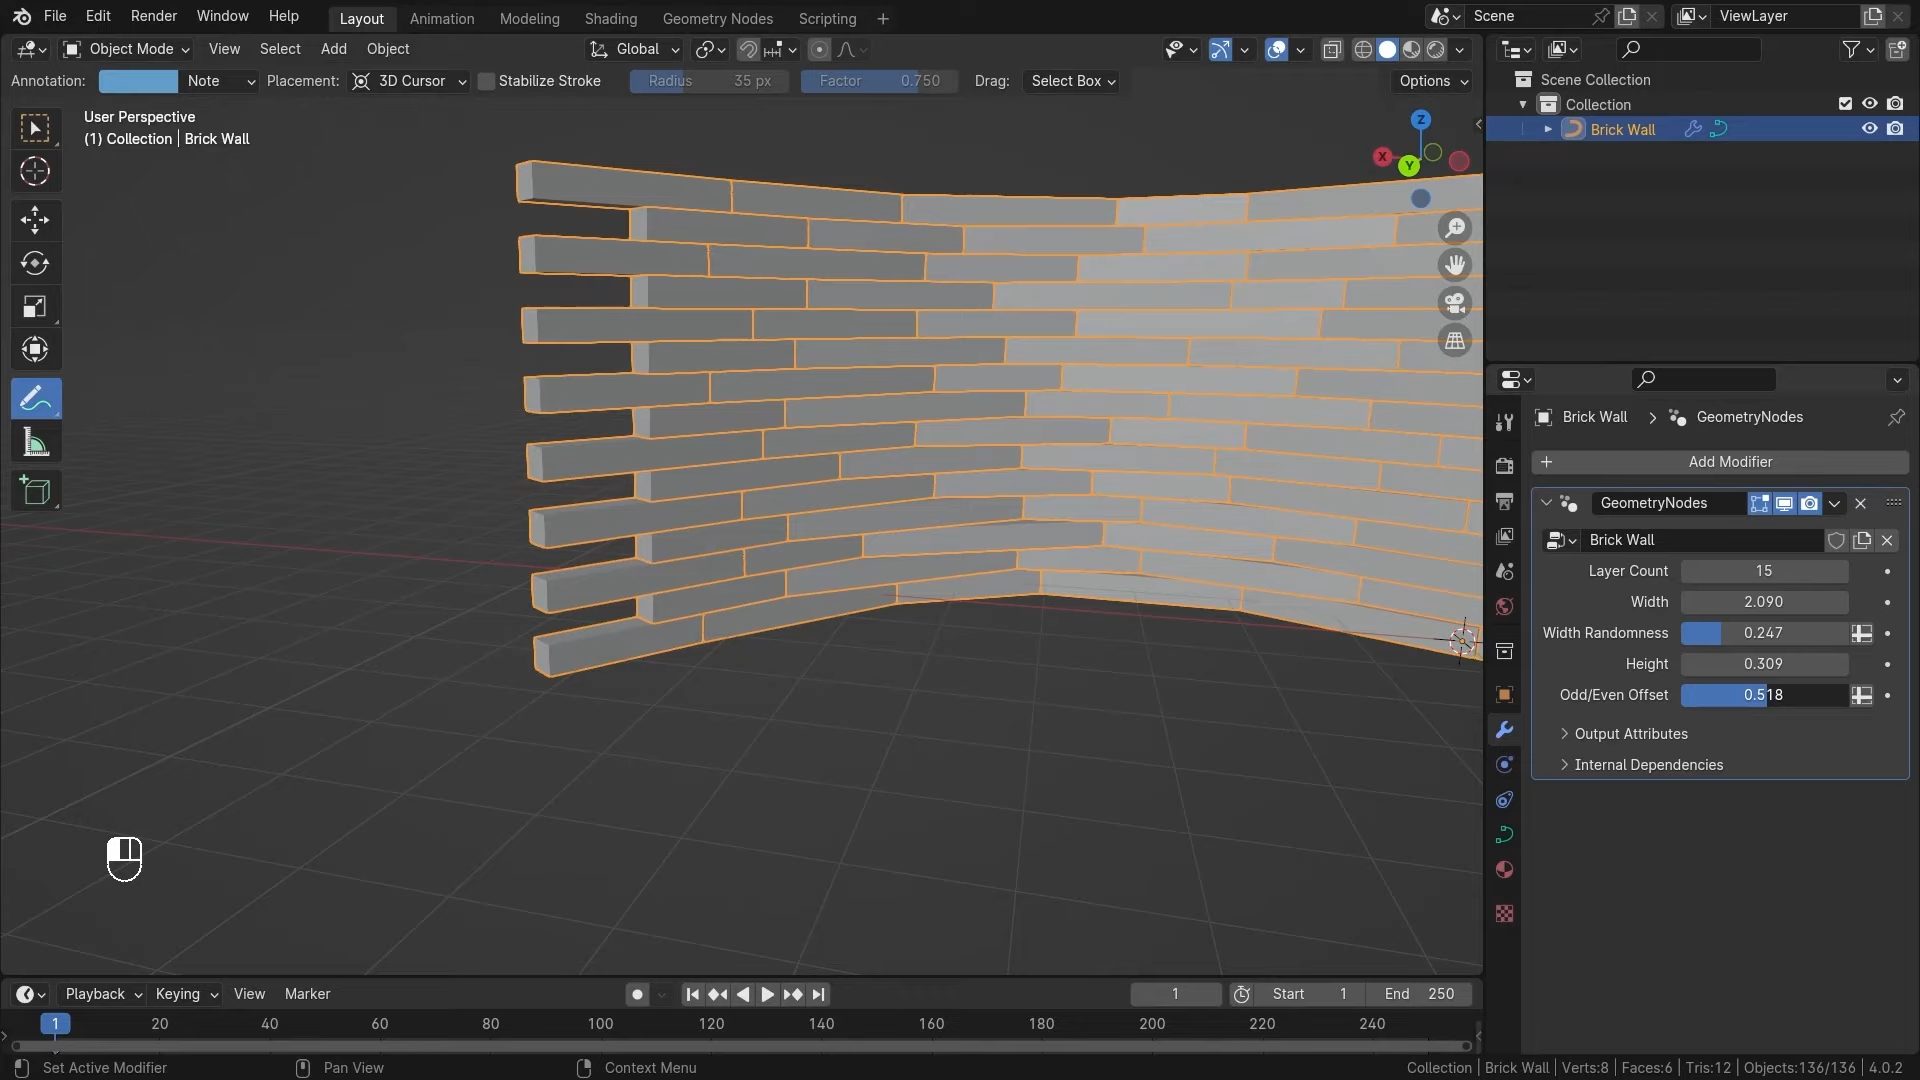 File Edit Render Window Help Layout Animation Modeling Shading Geometry Nodes Scripting + Scene ViewLayer
Object Mode View Select Add Object Global
Annotation: Note Placement: 3D Cursor Stabilize Stroke Radius 35 px Factor 0.750 Drag: Select Box Options
User Perspective
(1) Collection | Brick Wall
Z
X
Y
Scene Collection
Collection
Brick Wall
Brick Wall > GeometryNodes
+ Add Modifier
GeometryNodes
Brick Wall
Layer Count 15
Width 2.090
Width Randomness 0.247
Height 0.309
Odd/Even Offset 0.518
Output Attributes
Internal Dependencies
Playback Keying View Marker 1 Start 1 End 250
1 20 40 60 80 100 120 140 160 180 200 220 240
Set Active Modifier Pan View Context Menu Collection | Brick Wall | Verts:8 | Faces:6 | Tris:12 | Objects:136/136 | 4.0.2